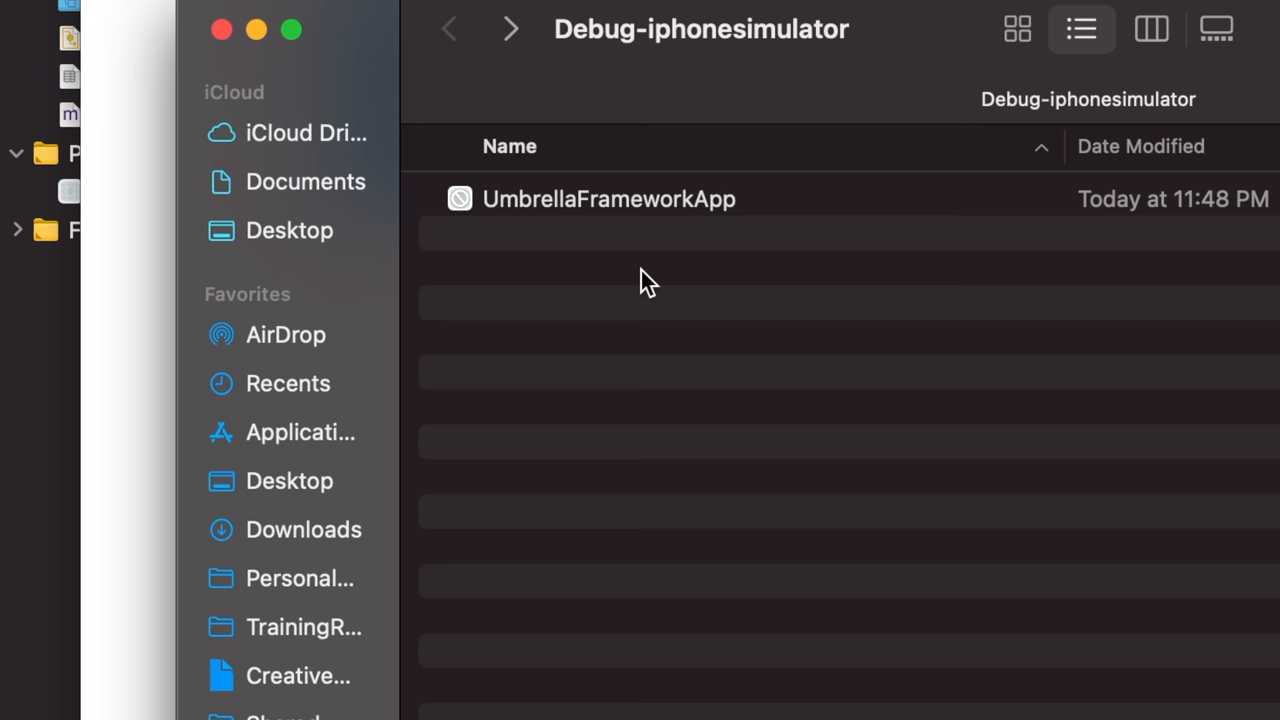 Debug-iphonesimulator
Debug-iphonesimulator
Name
Date Modified
UmbrellaFrameworkApp
Today at 11:48 PM
iCloud
iCloud Dri...
Documents
Desktop
Favorites
AirDrop
Recents
Applicati...
Desktop
Downloads
Personal...
TrainingR...
Creative...
P
F
m